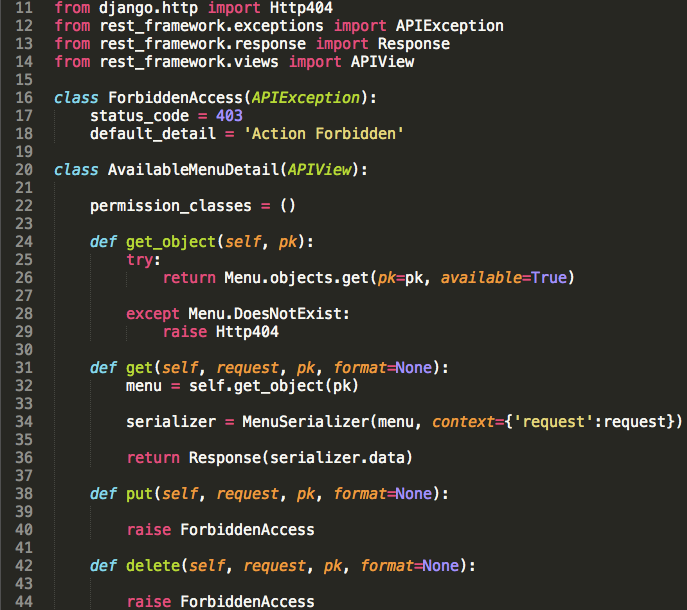 11 from django.http import Http404
12 from rest_framework.exceptions import APIException
13 from rest_framework.response import Response
14 from rest_framework.views import APIView
15
16 class ForbiddenAccess(APIException):
17     status_code = 403
18     default_detail = 'Action Forbidden'
19
20 class AvailableMenuDetail(APIView):
21
22     permission_classes = ()
23
24     def get_object(self, pk):
25         try:
26             return Menu.objects.get(pk=pk, available=True)
27
28         except Menu.DoesNotExist:
29             raise Http404
30
31     def get(self, request, pk, format=None):
32         menu = self.get_object(pk)
33
34         serializer = MenuSerializer(menu, context={'request':request})
35
36         return Response(serializer.data)
37
38     def put(self, request, pk, format=None):
39
40         raise ForbiddenAccess
41
42     def delete(self, request, pk, format=None):
43
44         raise ForbiddenAccess